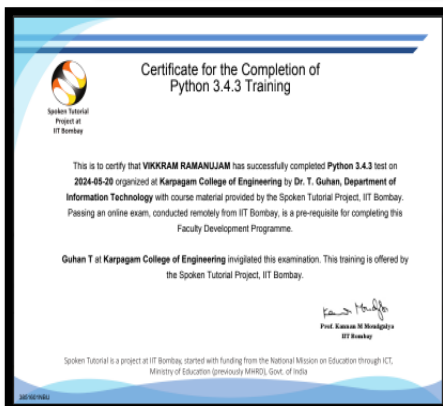 Certificate for the Completion of
Python 3.4.3 Training
Spoken Tutorial
Project at
IIT Bombay
This is to certify that VIKKRAM RAMANUJAM has successfully completed Python 3.4.3 test on
2024-05-20 organized at Karpagam College of Engineering by Dr. T. Guhan, Department of
Information Technology with course material provided by the Spoken Tutorial Project, IIT Bombay.
Passing an online exam, conducted remotely from IIT Bombay, is a pre-requisite for completing this
Faculty Development Programme.
Guhan T at Karpagam College of Engineering invigilated this examination. This training is offered by
the Spoken Tutorial Project, IIT Bombay.
Prof. Kannan M Moudgalya
IIT Bombay
Spoken Tutorial is a project at IIT Bombay, started with funding from the National Mission on Education through ICT,
Ministry of Education (previously MHRD), Govt. of India